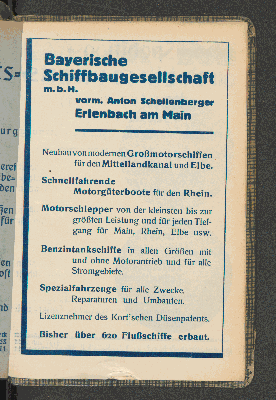 Bayerische
Schiffbaugesellschaft
m.b.H.
vorm. Anton Schellenberger
Erlenbach am Main
Neubau von modernen Großmotorschiffen
für den Mittellandkanal und Elbe.
Schnellfahrende
Motorgüterboote für den Rhein.
Motorschlepper von der kleinsten bis zur
größten Leistung und für jeden Tief-
gang für Main, Rhein, Elbe usw.
Benzintankschiffe in allen Größen mit
und ohne Motorantrieb und für alle
Stromgebiete.
Spezialfahrzeuge für alle Zwecke,
Reparaturen und Umbauten.
Lizenznehmer des Kort'schen Düsenpatents.
Bisher über 620 Flußschiffe erbaut.